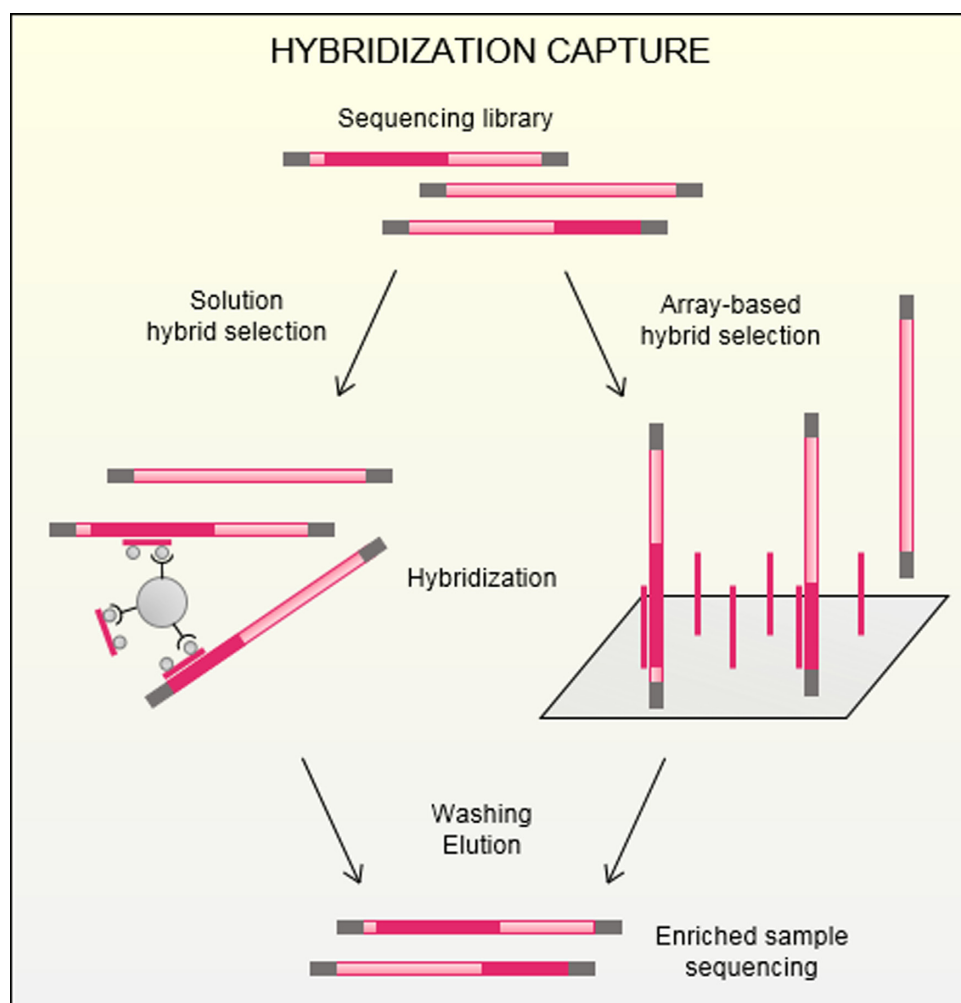 HYBRIDIZATION CAPTURE
Sequencing library
Solution
hybrid selection
Array-based
hybrid selection
Hybridization
Washing
Elution
Enriched sample
sequencing